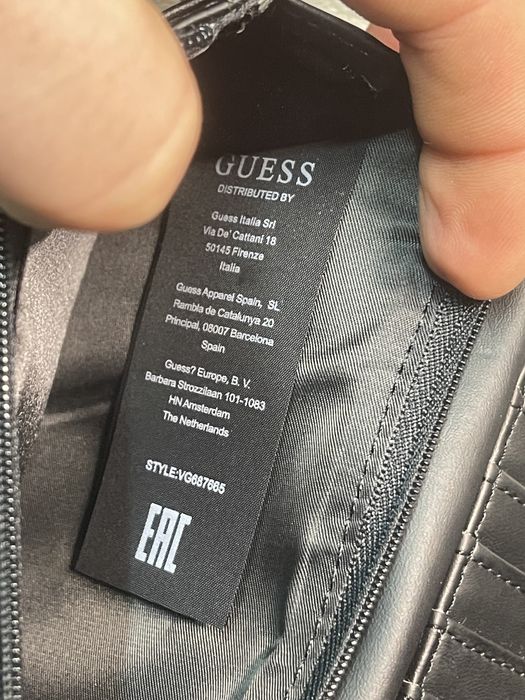 GUESS
DISTRIBUTED BY
Guess Italia Srl
Via De' Cattani 18
50145 Firenze
Italia
Guess Apparel Spain, SL
Rambla de Catalunya 20
Principal, 08007 Barcelona
Spain
Guess? Europe, B. V.
Barbara Strozzilaan 101-1083
HN Amsterdam
The Netherlands
STYLE:VG687665
EAC